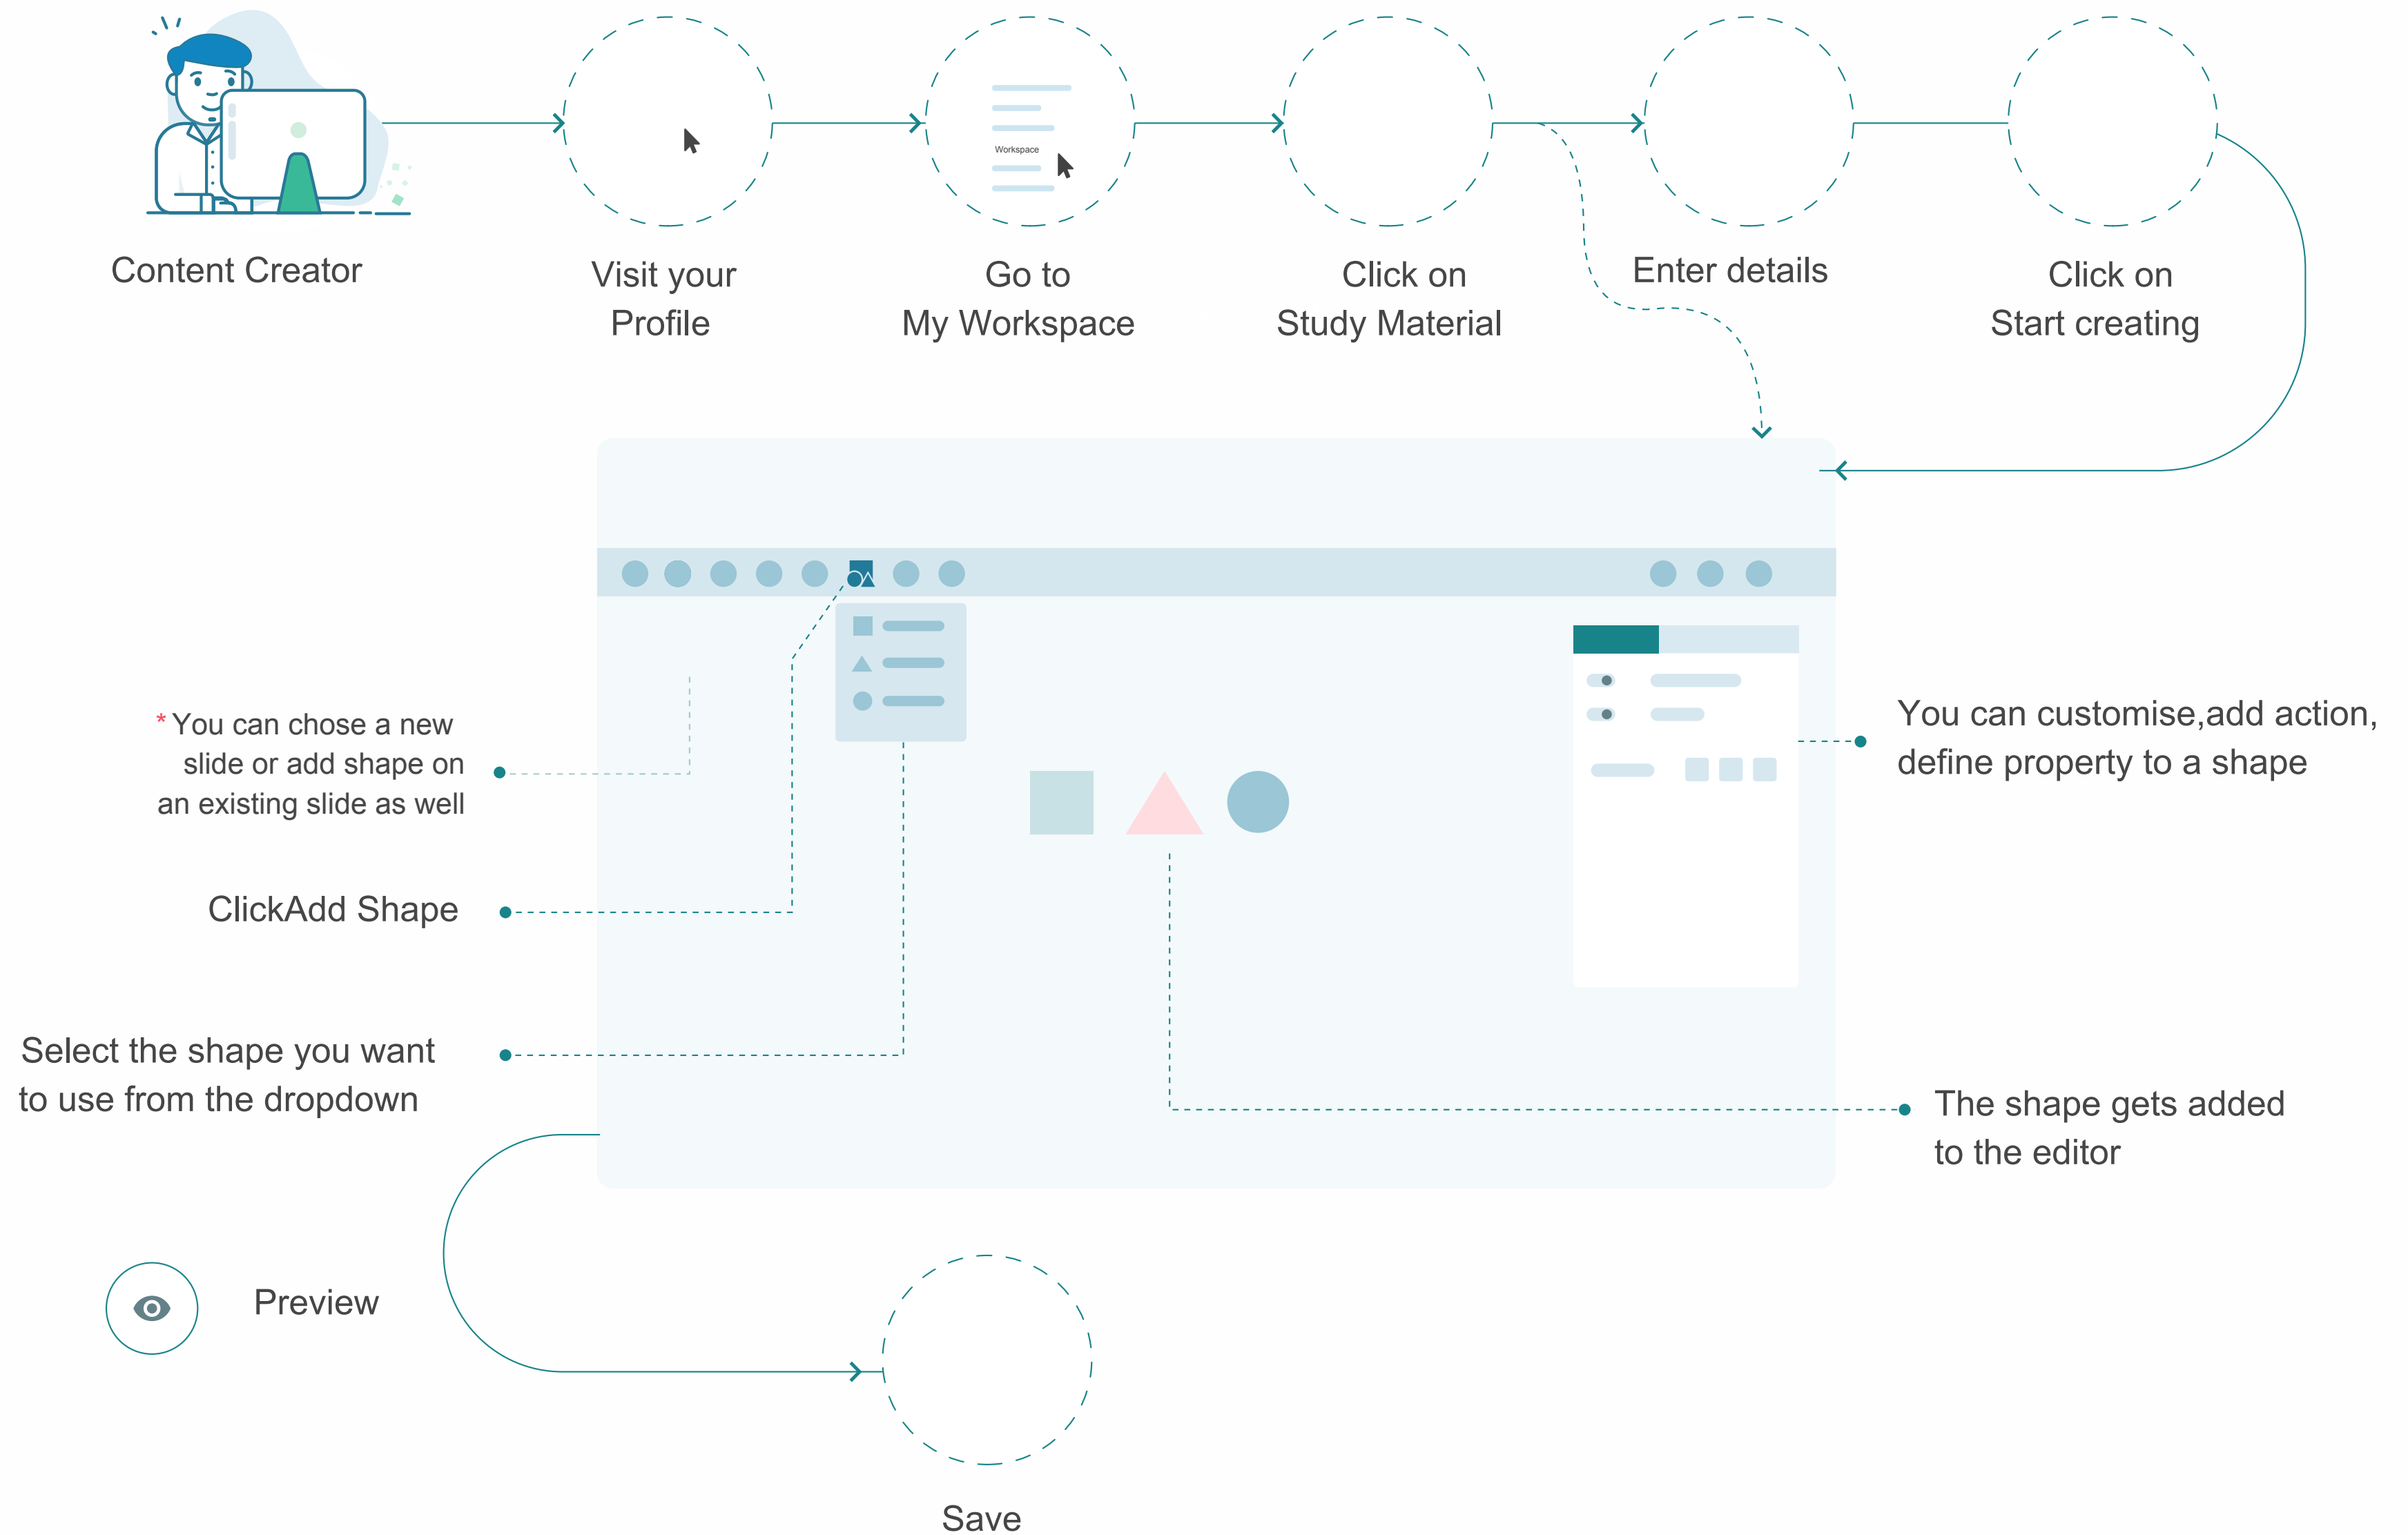 Content Creator
Visit your
Profile
Workspace
Go to
My Workspace
Click on
Study Material
Enter details
Click on
Start creating
* You can chose a new
slide or add shape on
an existing slide as well
You can customise,add action,
define property to a shape
ClickAdd Shape
Select the shape you want
to use from the dropdown
The shape gets added
to the editor
Preview
Save